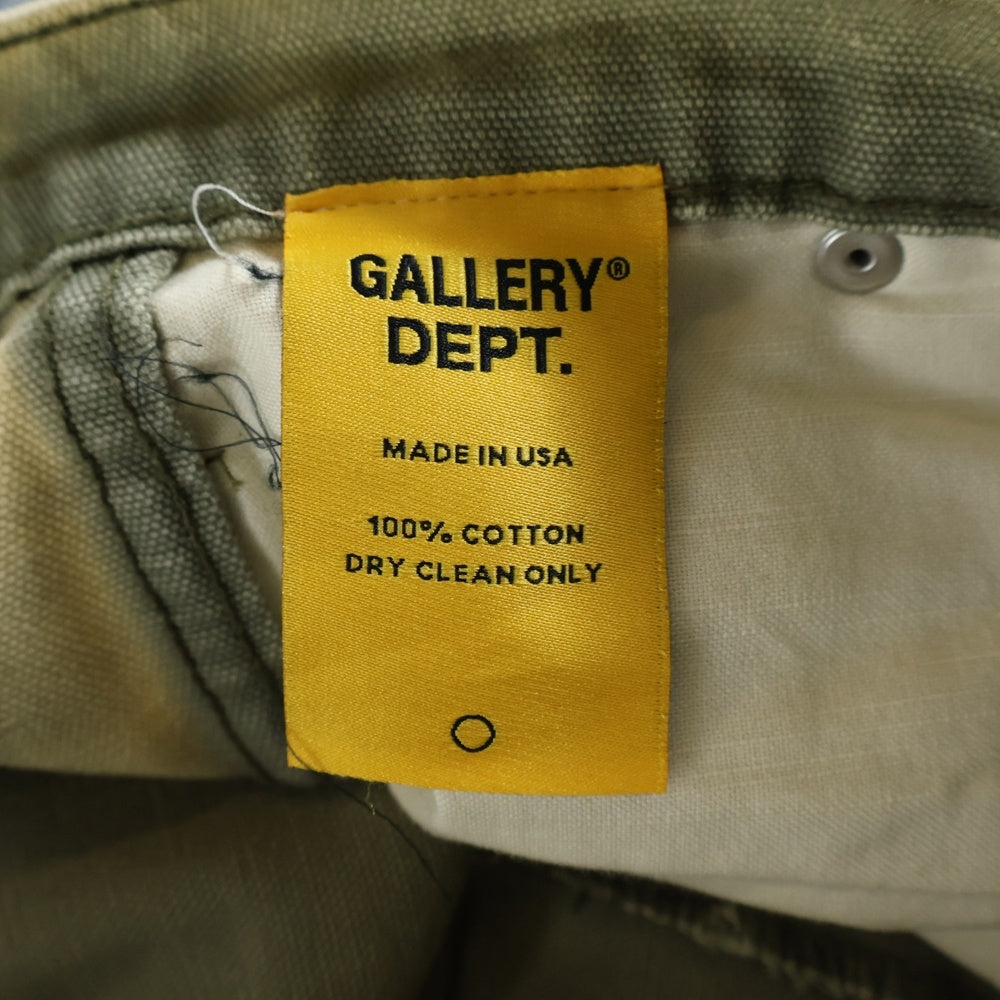 GALLERY®
DEPT.
MADE IN USA
100% COTTON
DRY CLEAN ONLY